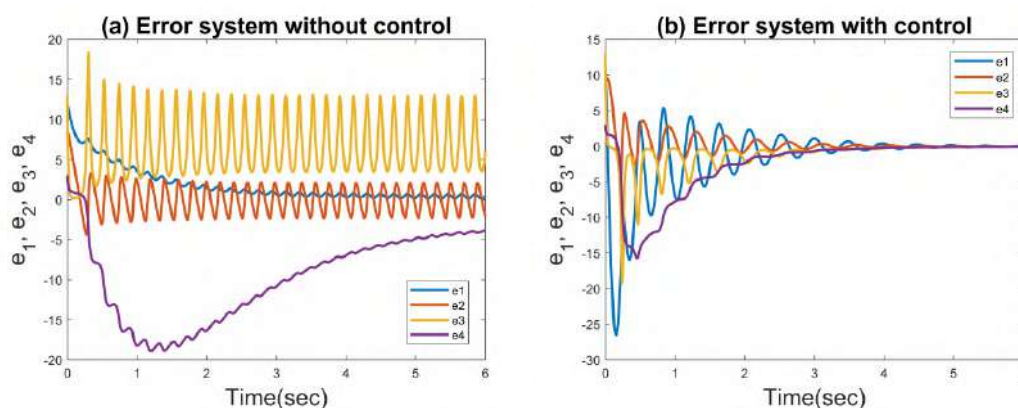 (a) Error system without control
e1, e2, e3, e4
20
15
10
5
0
-5
-10
-15
-20
0 1 2 3 4 5 6
Time(sec)
e1
e2
e3
e4
(b) Error system with control
e1, e2, e3, e4
15
10
5
0
-5
-10
-15
-20
-25
-30
0 1 2 3 4 5
Time(sec)
e1
e2
e3
e4